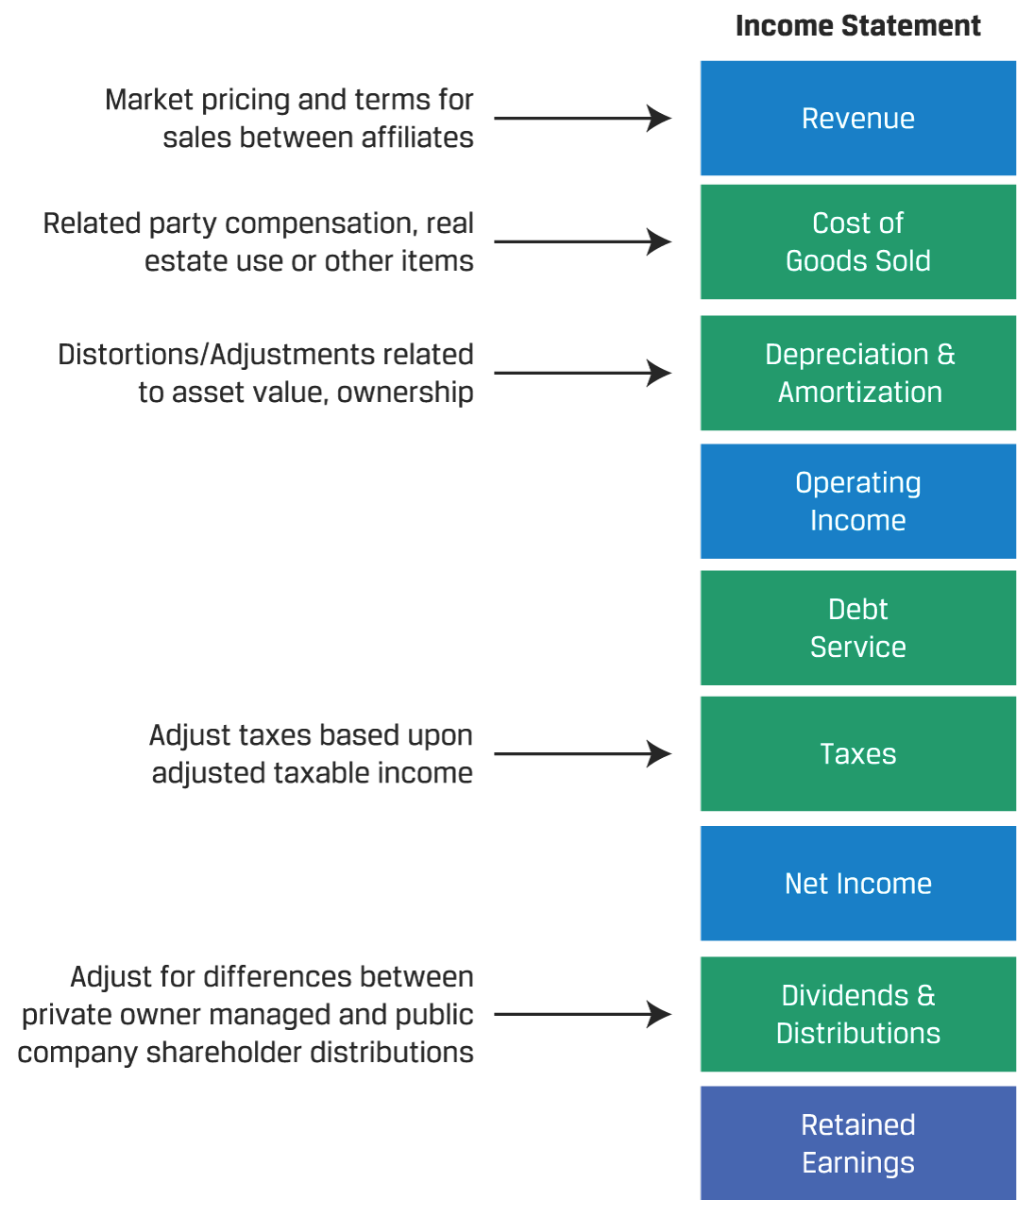 Income Statement
Market pricing and terms for
sales between affiliates
Revenue
Related party compensation, real
estate use or other items
Cost of
Goods Sold
Distortions/Adjustments related
to asset value, ownership
Depreciation &
Amortization
Operating
Income
Debt
Service
Adjust taxes based upon
adjusted taxable income
Taxes
Net Income
Adjust for differences between
private owner managed and public
company shareholder distributions
Dividends &
Distributions
Retained
Earnings